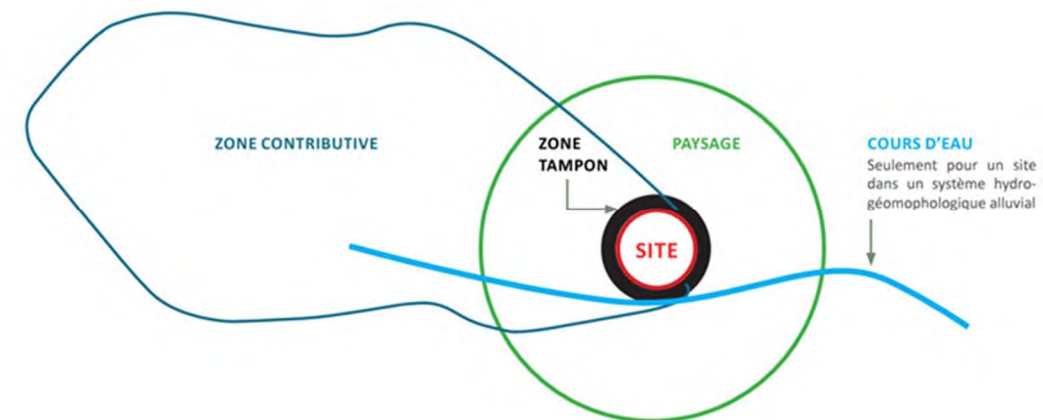 ZONE CONTRIBUTIVE
ZONE
TAMPON
PAYSAGE
SITE
COURS D'EAU
Seulement pour un site
dans un système hydro-
géomophologique alluvial